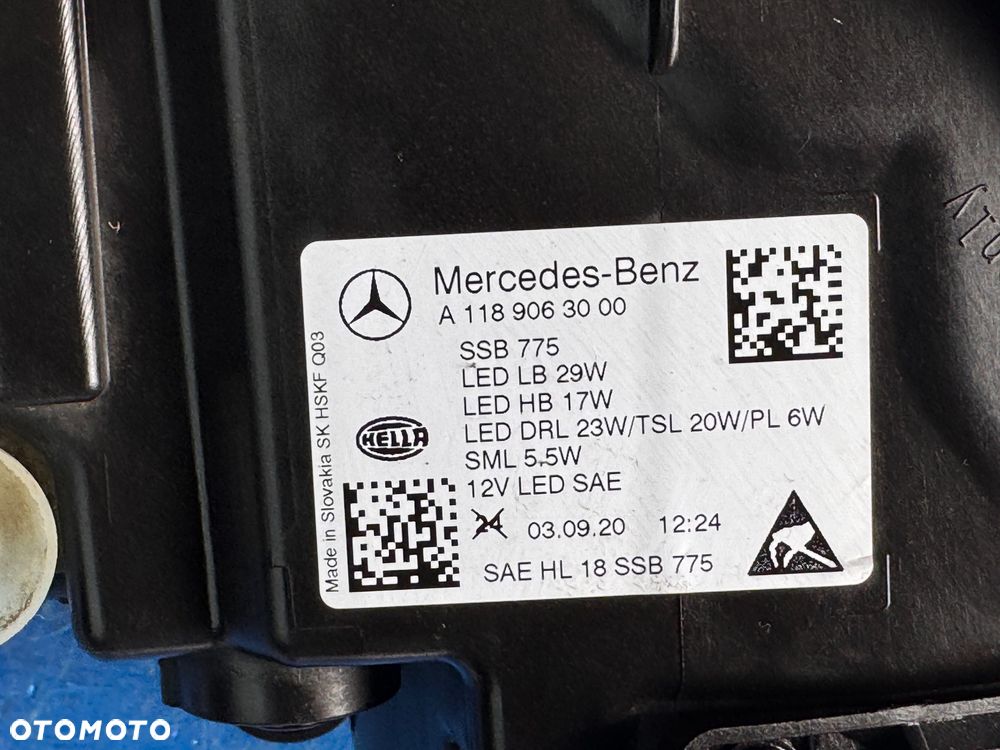 Mercedes-Benz
A 118 906 30 00
SSB 775
LED LB 29W
LED HB 17W
LED DRL 23W/TSL 20W/PL 6W
SML 5,5W
12V LED SAE
24 03.09.20 12:24
SAE HL 18 SSB 775
HELLA
Made in Slovakia SK HSKF Q03
OTOMOTO